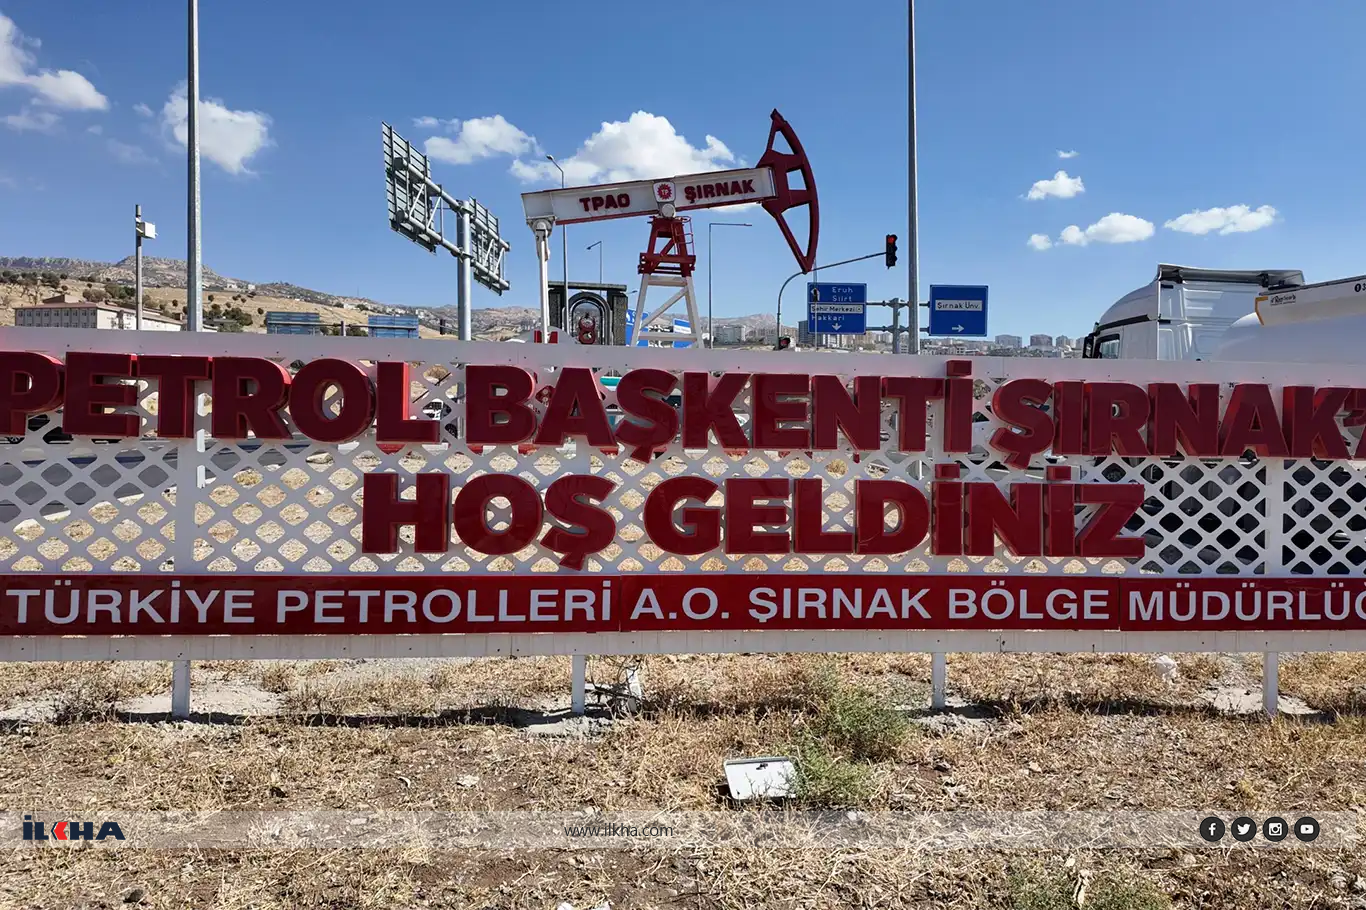 TPAO ŞIRNAK
Eruh
Siirt
Şehir Merkezi
Hakkari
Şırnak Ünv.
PETROL BAŞKENTİ ŞIRNAK'
HOŞ GELDİNİZ
TÜRKİYE PETROLLERİ A.O. ŞIRNAK BÖLGE MÜDÜRLÜ
İLKHA
www.ilkha.com